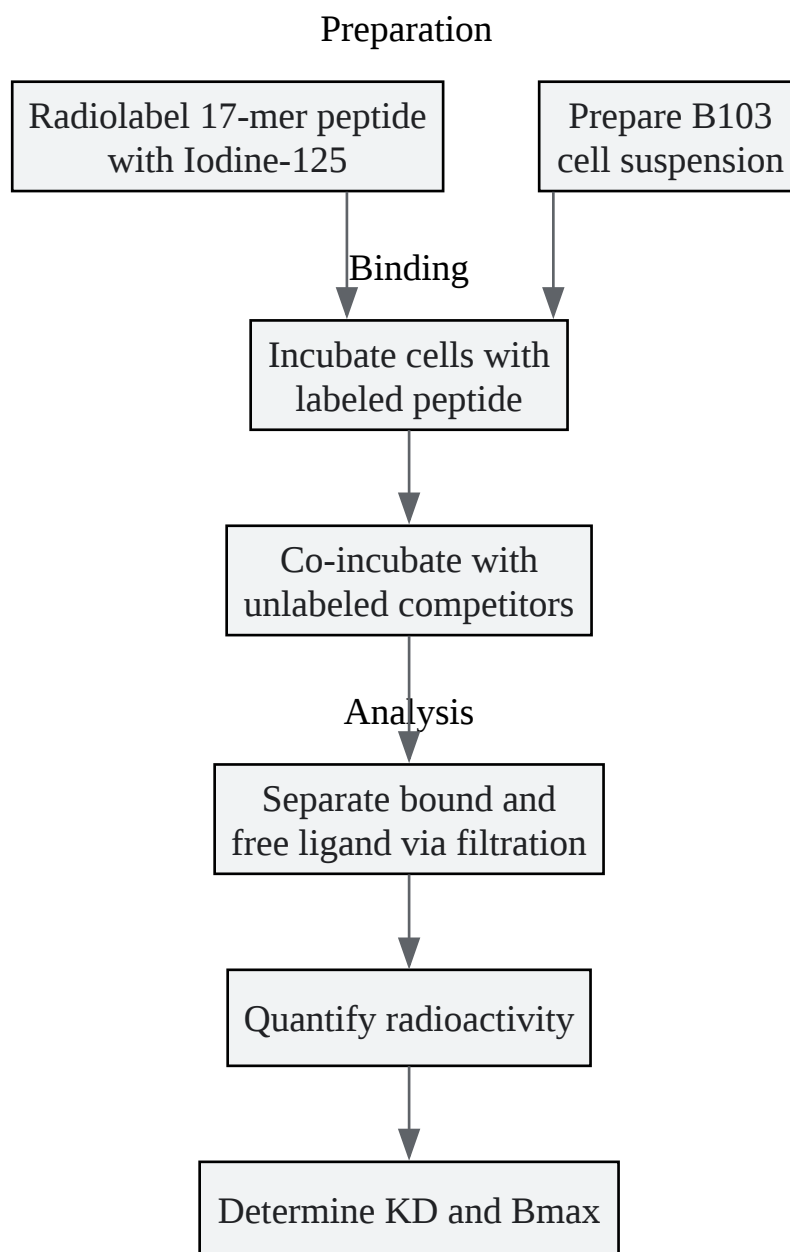 Preparation
Radiolabel 17-mer peptide
with Iodine-125
Prepare B103
cell suspension
Binding
Incubate cells with
labeled peptide
Co-incubate with
unlabeled competitors
Analysis
Separate bound and
free ligand via filtration
Quantify radioactivity
Determine KD and Bmax